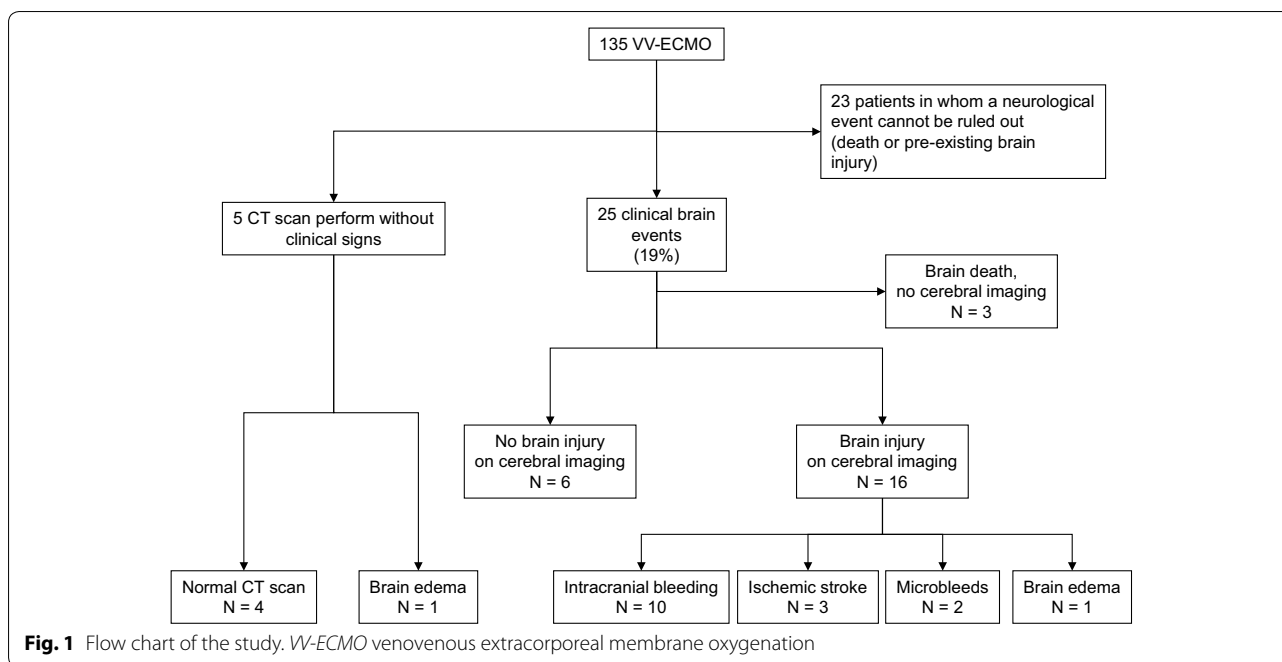 135 VV-ECMO
23 patients in whom a neurological
event cannot be ruled out
(death or pre-existing brain
injury)
5 CT scan perform without
clinical signs
25 clinical brain
events
(19%)
Brain death,
no cerebral imaging
N = 3
No brain injury
on cerebral imaging
N = 6
Brain injury
on cerebral imaging
N = 16
Normal CT scan
N = 4
Brain edema
N = 1
Intracranial bleeding
N = 10
Ischemic stroke
N = 3
Microbleeds
N = 2
Brain edema
N = 1
Fig. 1 Flow chart of the study. VV-ECMO venovenous extracorporeal membrane oxygenation